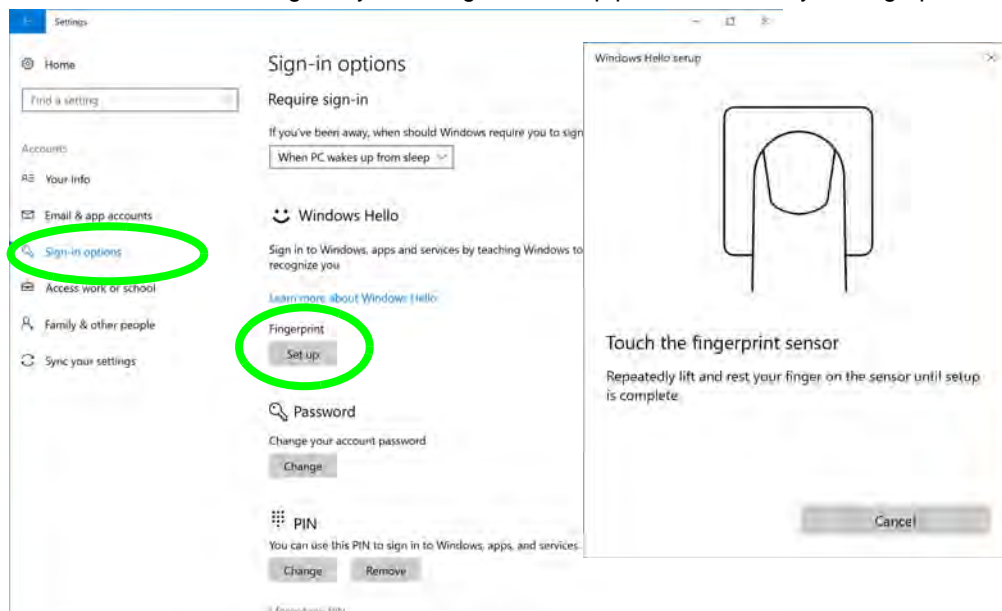 Settings
Home
Find a setting
Accounts
Your info
Email & app accounts
Sign-in options
Access work or school
Family & other people
Sync your settings
Sign-in options
Require sign-in
If you've been away, when should Windows require you to sign
When PC wakes up from sleep
Windows Hello
Sign in to Windows, apps and services by teaching Windows to
recognize you
Learn more about Windows Hello
Fingerprint
Set up
Password
Change your account password
Change
PIN
You can use this PIN to sign in to Windows, apps, and services.
Change Remove
Windows Hello setup
Touch the fingerprint sensor
Repeatedly lift and rest your finger on the sensor until setup
is complete
Cancel